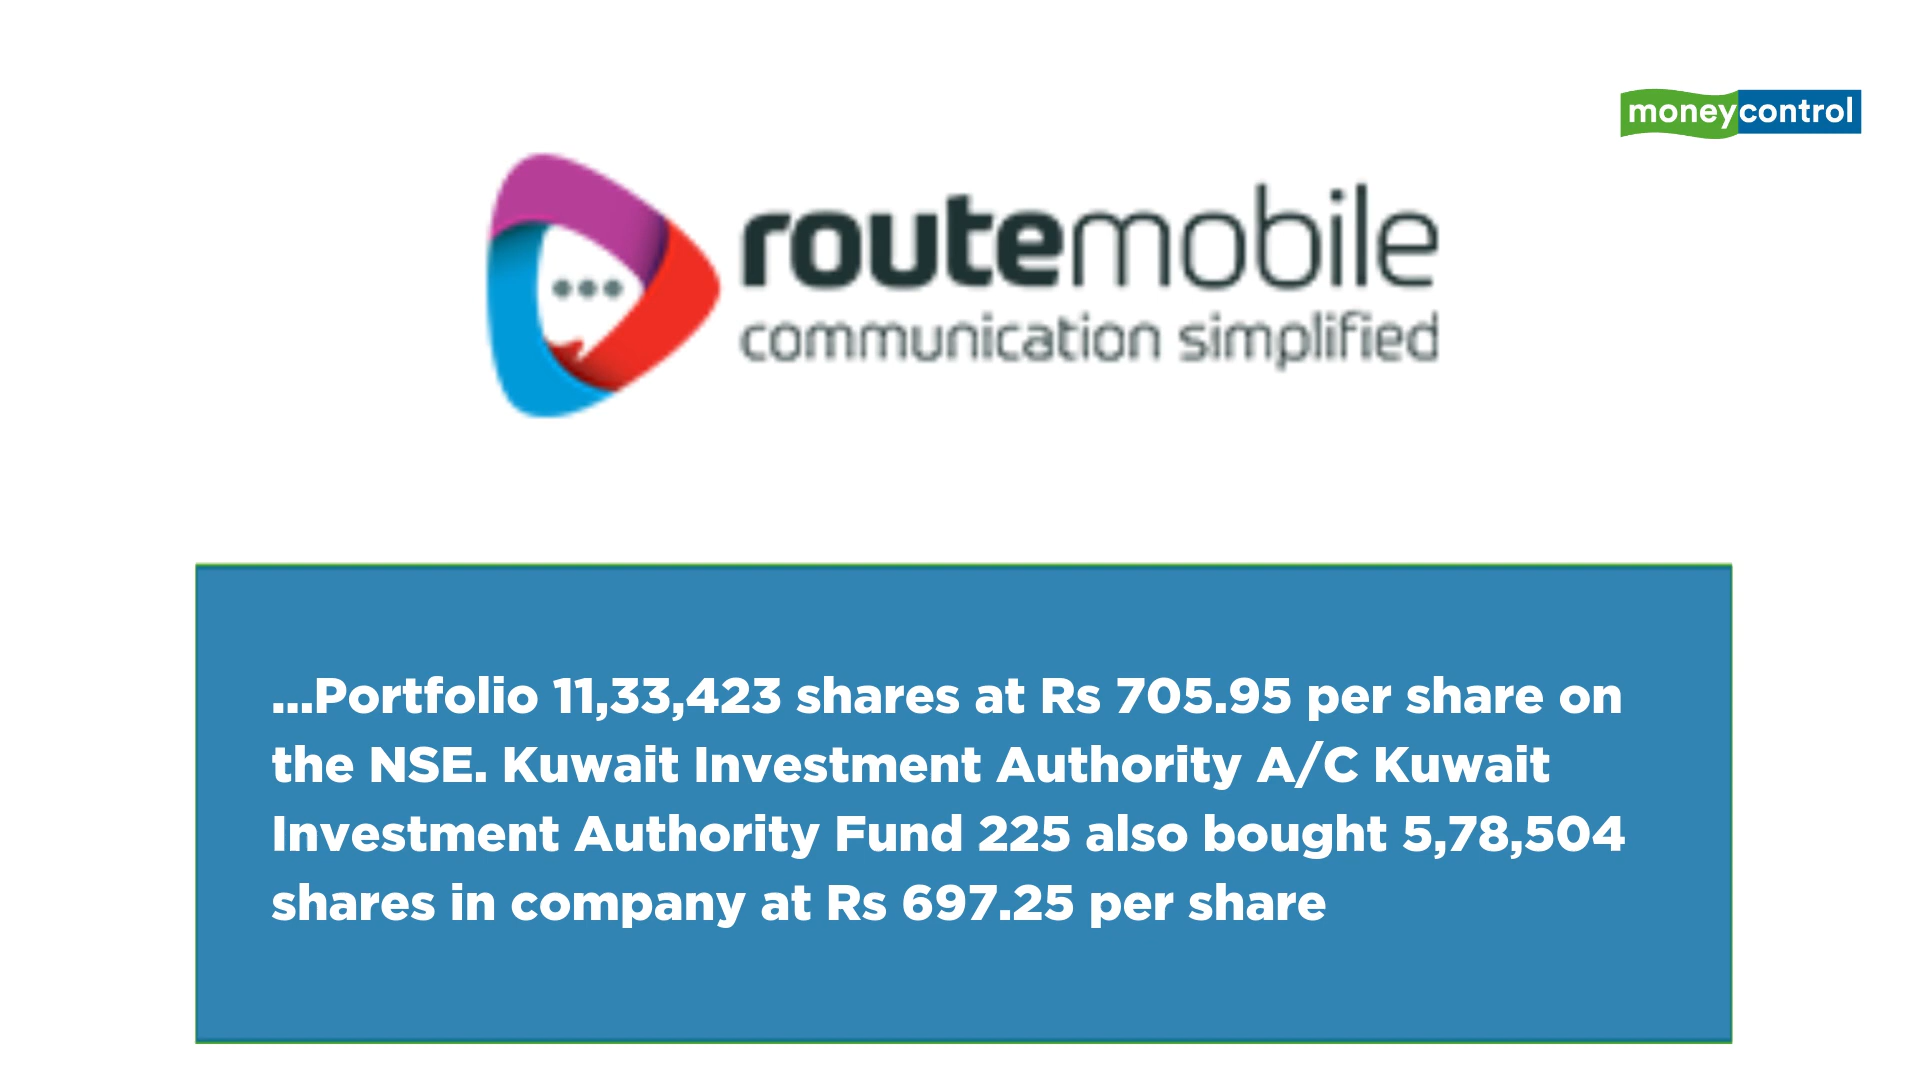 moneycontrol
routemobile
communication simplified
...Portfolio 11,33,423 shares at Rs 705.95 per share on
the NSE. Kuwait Investment Authority A/C Kuwait
Investment Authority Fund 225 also bought 5,78,504
shares in company at Rs 697.25 per share